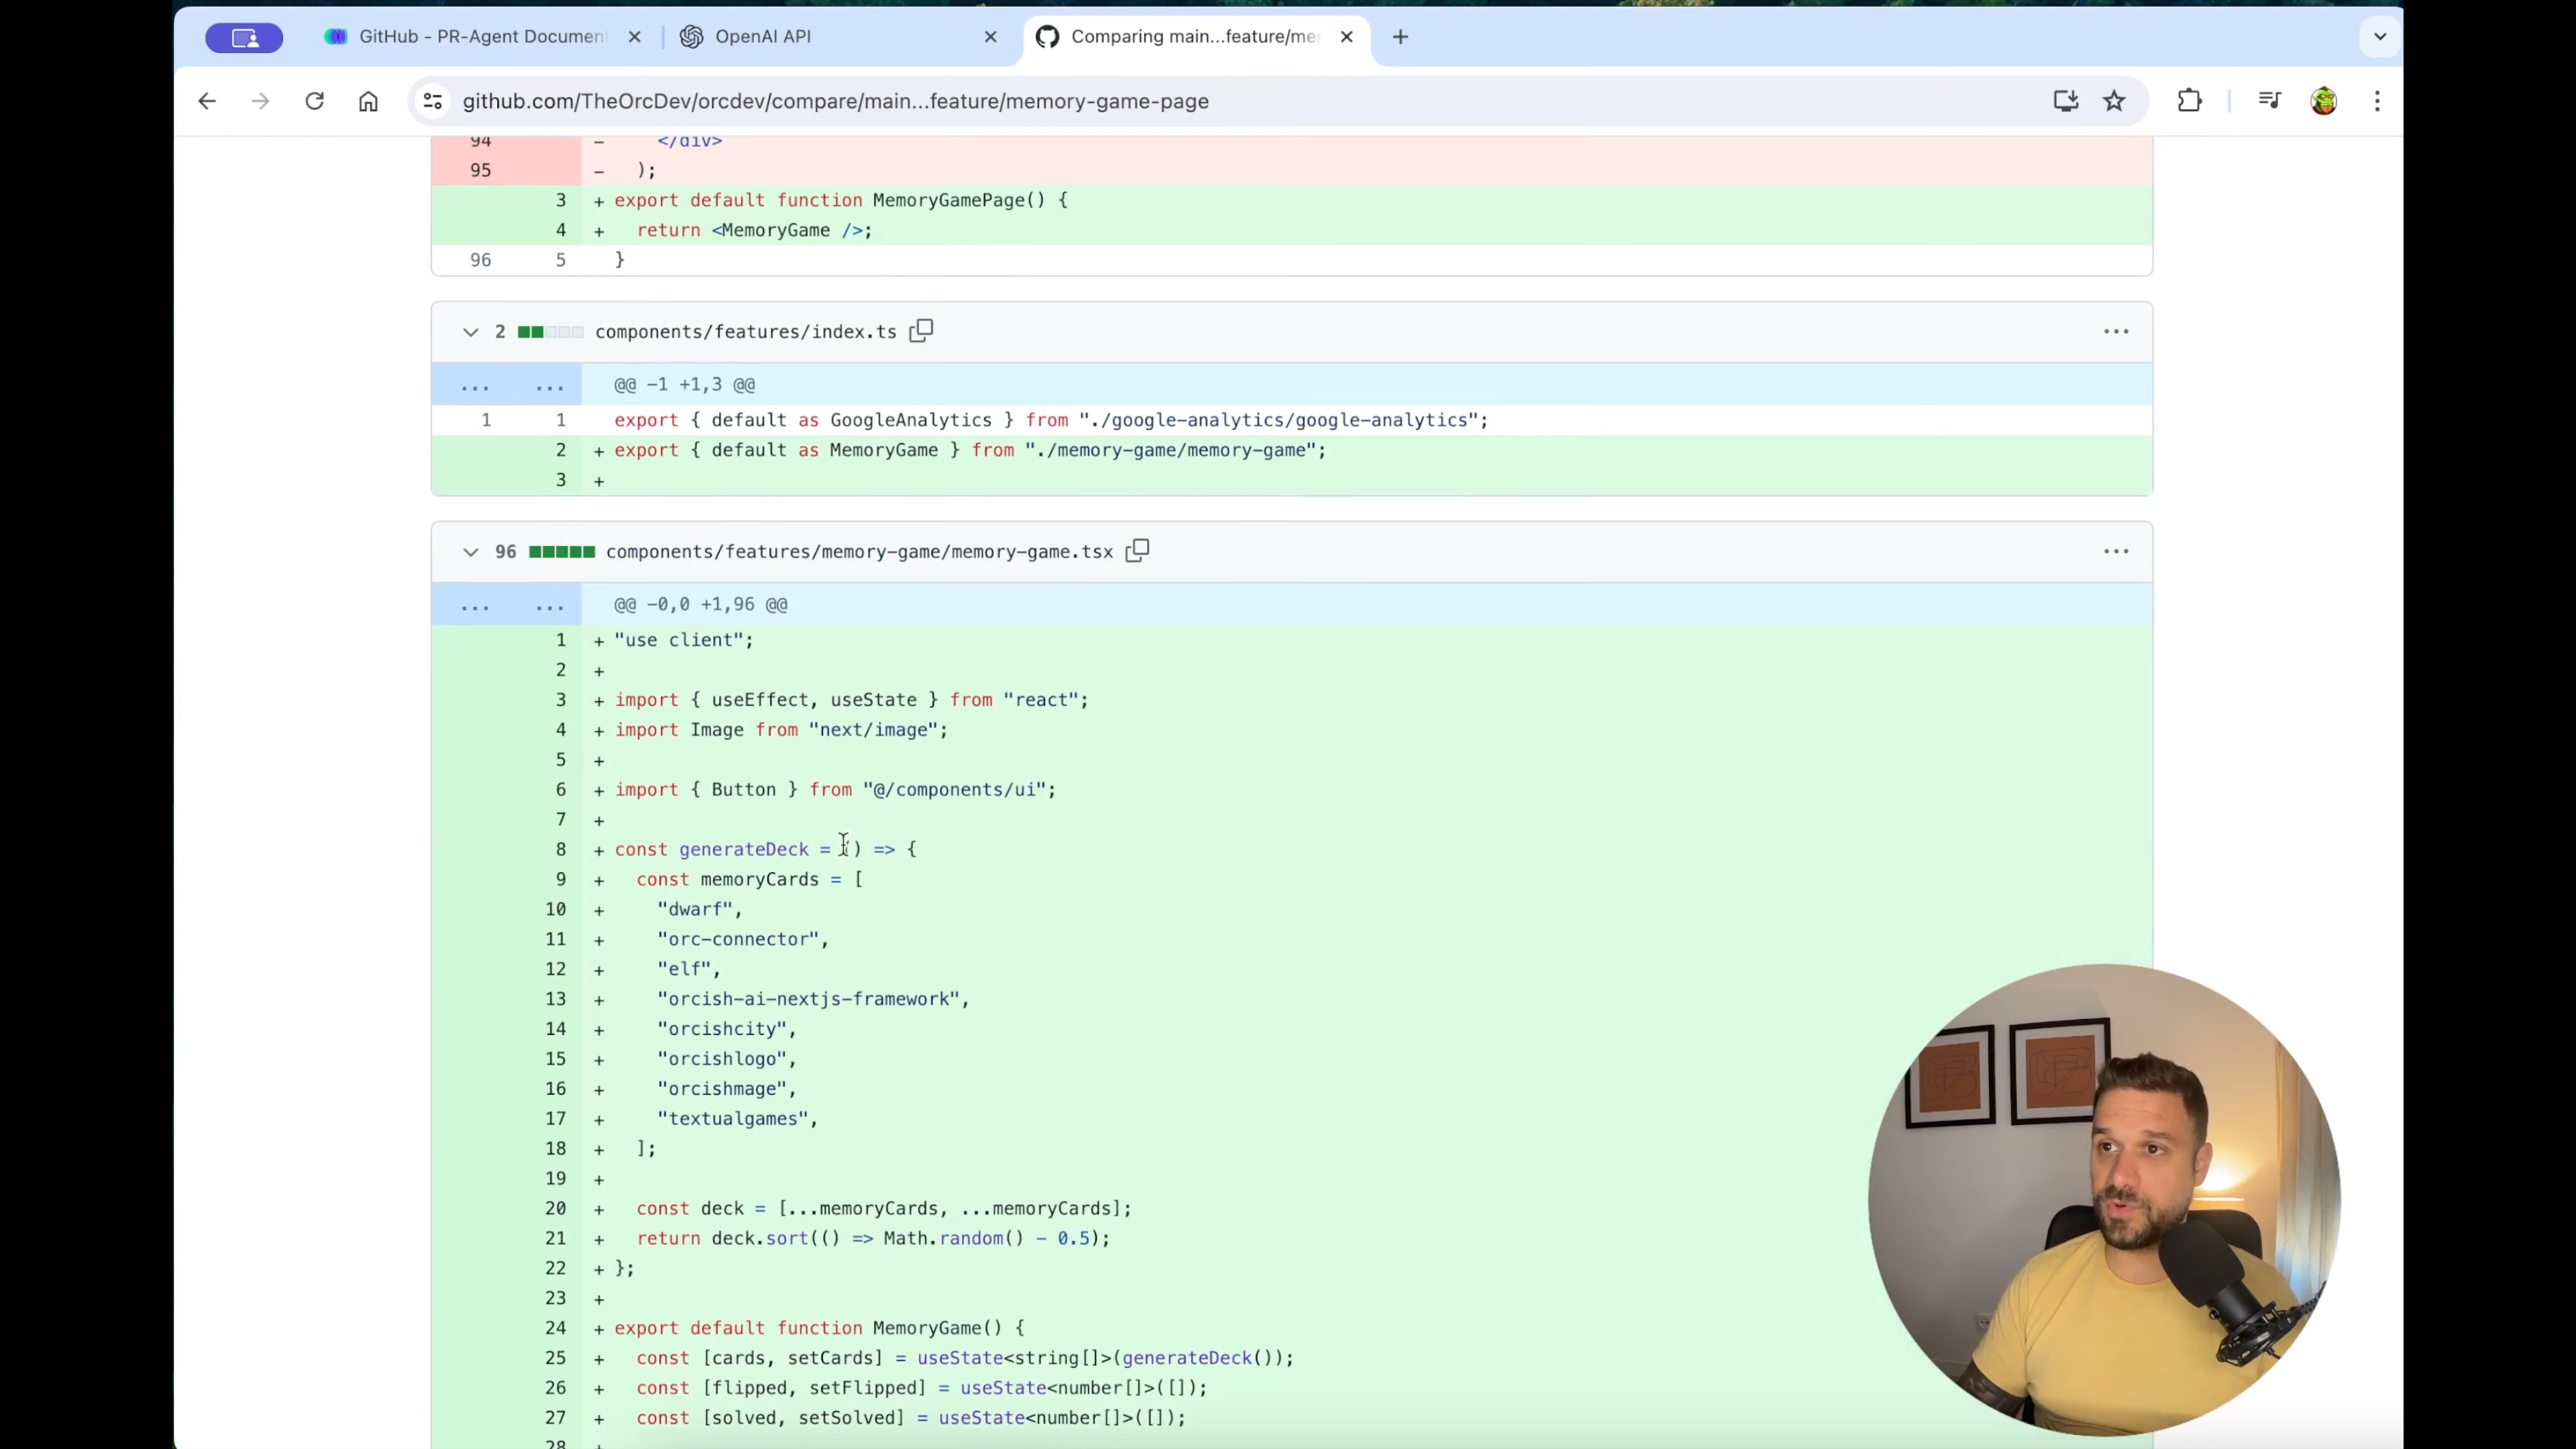 GitHub - PR-Agent Document
OpenAI API
Comparing main...feature/me
github.com/TheOrcDev/orcdev/compare/main...feature/memory-game-page
94 - </div>
95 - );
3 + export default function MemoryGamePage() {
4 + return <MemoryGame />;
96 5 }
2 components/features/index.ts
... ... @@ -1 +1,3 @@
1 1 export { default as GoogleAnalytics } from "./google-analytics/google-analytics";
2 + export { default as MemoryGame } from "./memory-game/memory-game";
3 +
96 components/features/memory-game/memory-game.tsx
... ... @@ -0,0 +1,96 @@
1 + "use client";
2 +
3 + import { useEffect, useState } from "react";
4 + import Image from "next/image";
5 +
6 + import { Button } from "@/components/ui";
7 +
8 + const generateDeck = () => {
9 + const memoryCards = [
10 + "dwarf",
11 + "orc-connector",
12 + "elf",
13 + "orcish-ai-nextjs-framework",
14 + "orcishcity",
15 + "orcishlogo",
16 + "orcishmage",
17 + "textualgames",
18 + ];
19 +
20 + const deck = [...memoryCards, ...memoryCards];
21 + return deck.sort(() => Math.random() - 0.5);
22 + };
23 +
24 + export default function MemoryGame() {
25 + const [cards, setCards] = useState<string[]>(generateDeck());
26 + const [flipped, setFlipped] = useState<number[]>([]);
27 + const [solved, setSolved] = useState<number[]>([]);
28